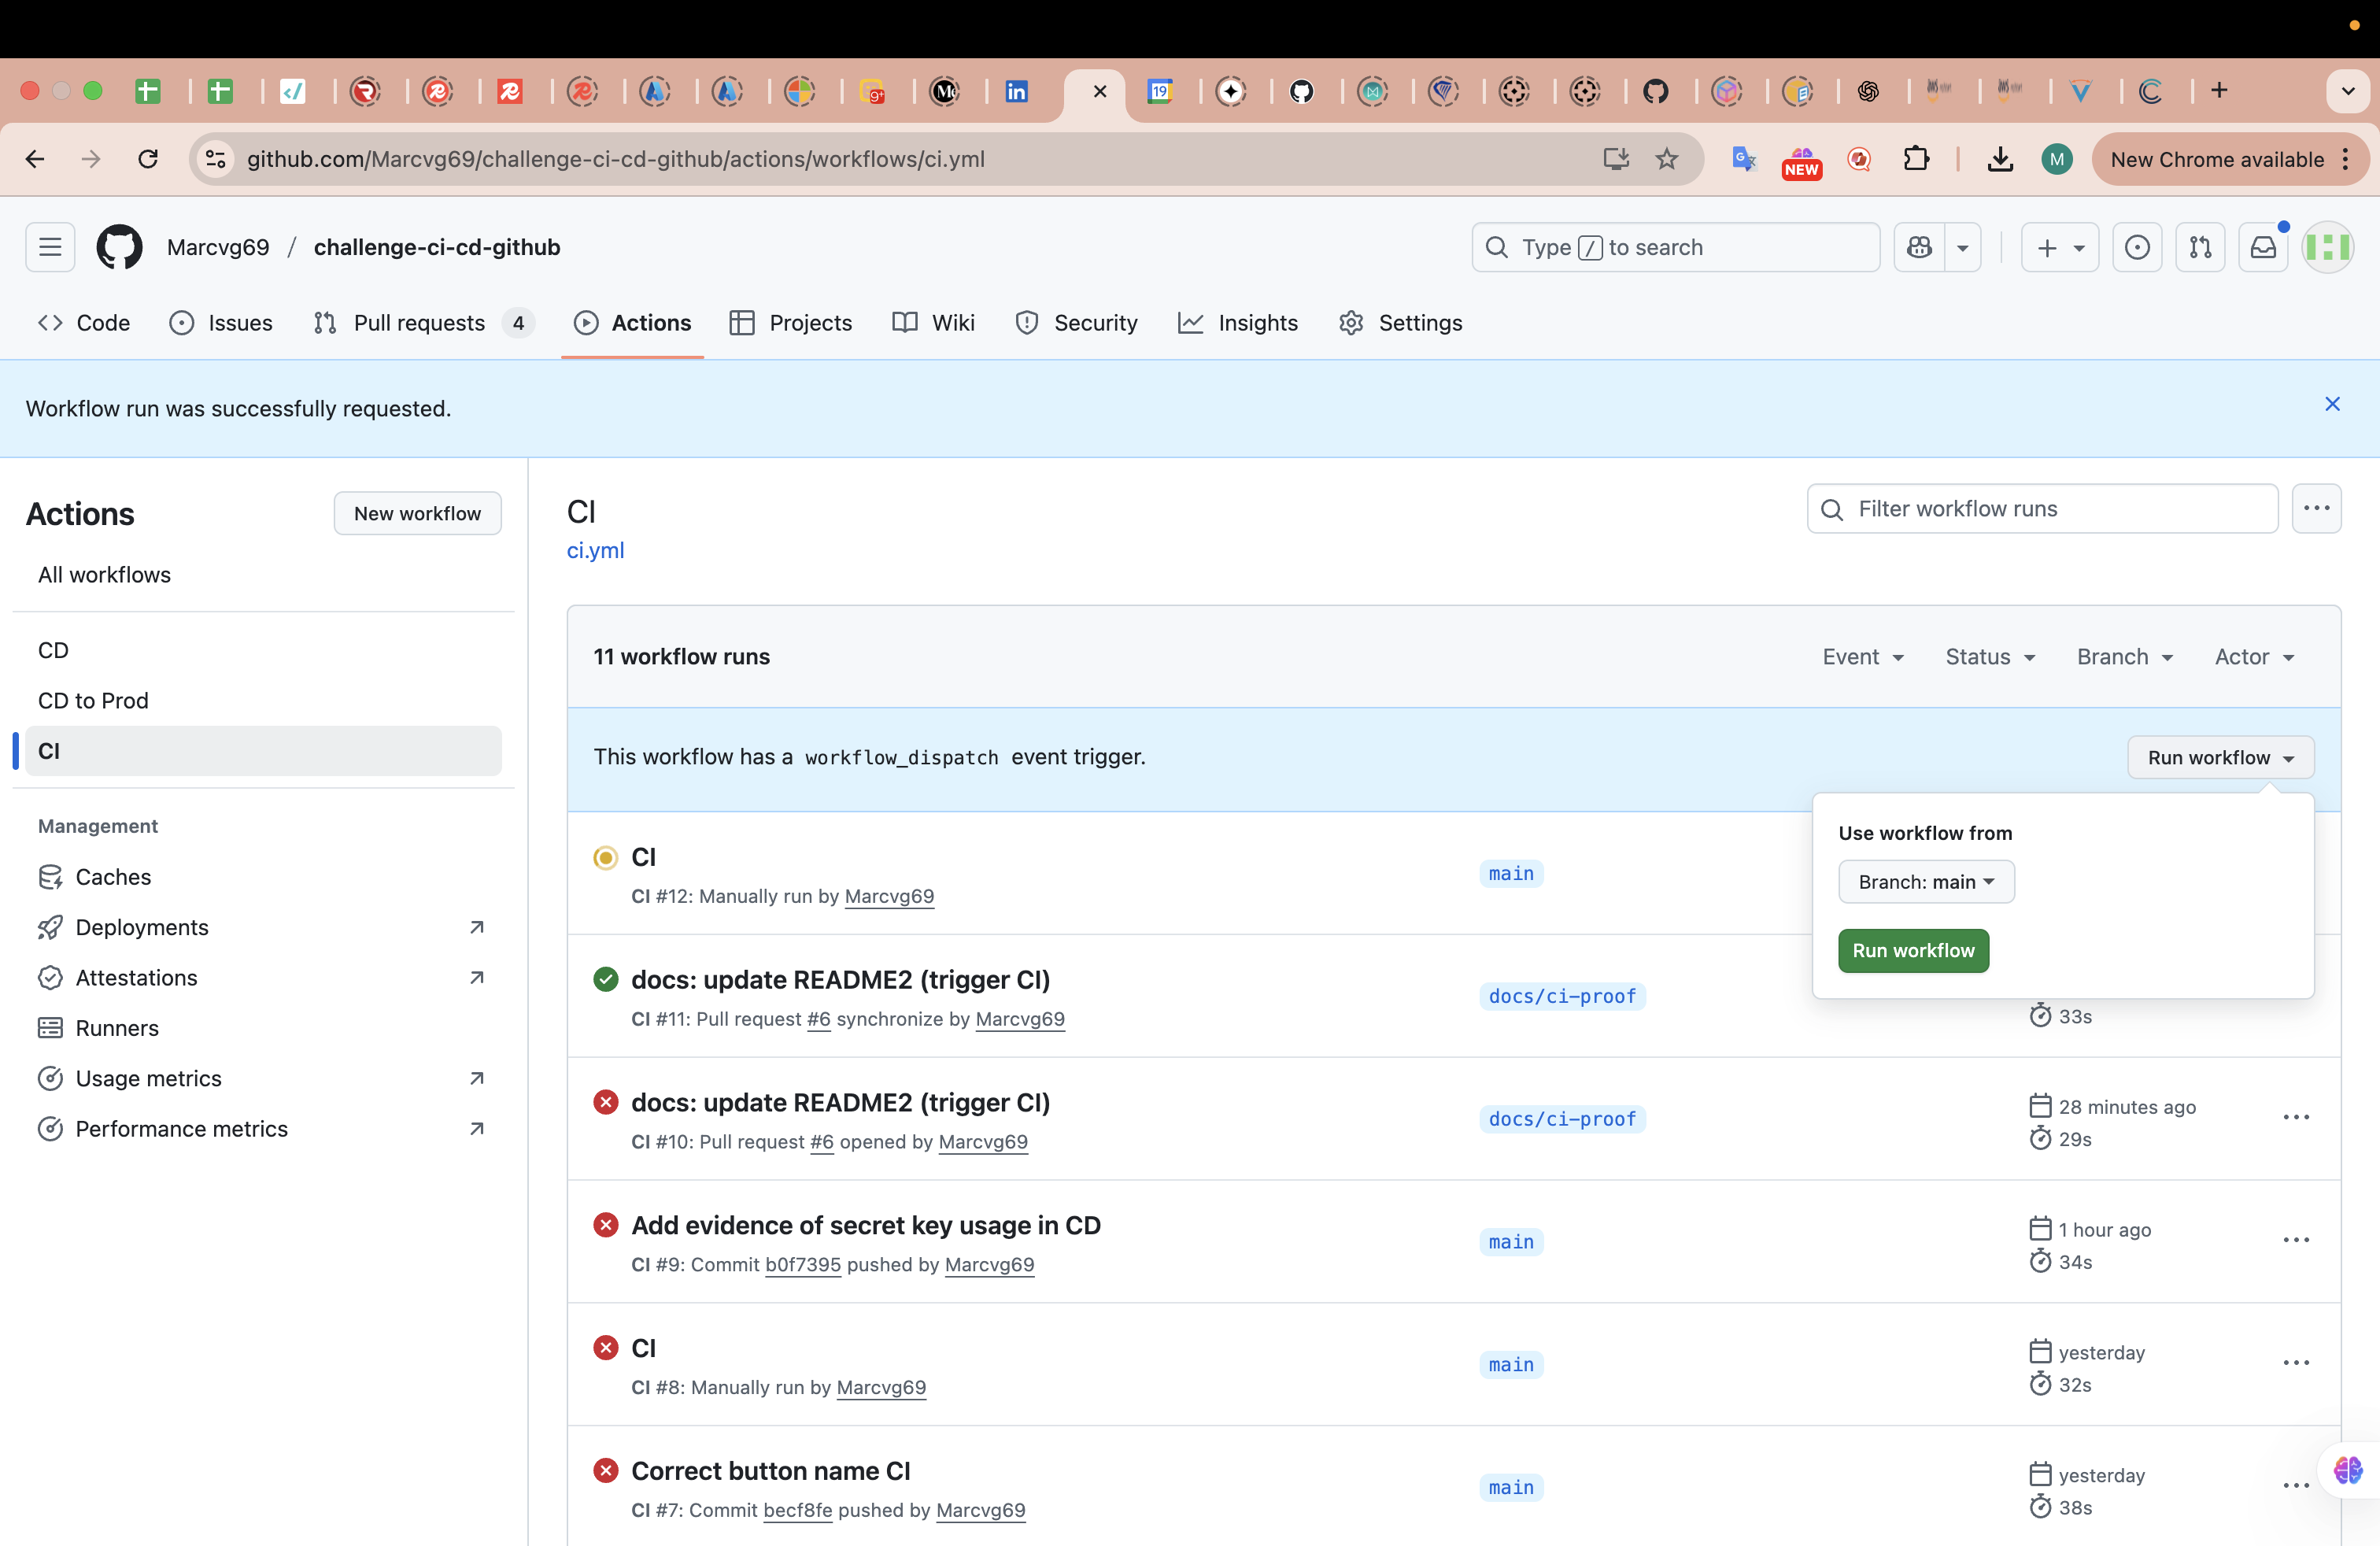 19
9+
github.com/Marcvg69/challenge-ci-cd-github/actions/workflows/ci.yml
NEW
M
New Chrome available
Marcvg69 / challenge-ci-cd-github
Type / to search
Code
Issues
Pull requests 4
Actions
Projects
Wiki
Security
Insights
Settings
Workflow run was successfully requested.
Actions
New workflow
All workflows
CD
CD to Prod
CI
Management
Caches
Deployments
Attestations
Runners
Usage metrics
Performance metrics
CI
ci.yml
Filter workflow runs
11 workflow runs
Event
Status
Branch
Actor
This workflow has a workflow_dispatch event trigger.
Run workflow
Use workflow from
Branch: main
Run workflow
CI
CI #12: Manually run by Marcvg69
main
docs: update README2 (trigger CI)
CI #11: Pull request #6 synchronize by Marcvg69
docs/ci-proof
33s
docs: update README2 (trigger CI)
CI #10: Pull request #6 opened by Marcvg69
docs/ci-proof
28 minutes ago
29s
Add evidence of secret key usage in CD
CI #9: Commit b0f7395 pushed by Marcvg69
main
1 hour ago
34s
CI
CI #8: Manually run by Marcvg69
main
yesterday
32s
Correct button name CI
CI #7: Commit becf8fe pushed by Marcvg69
main
yesterday
38s